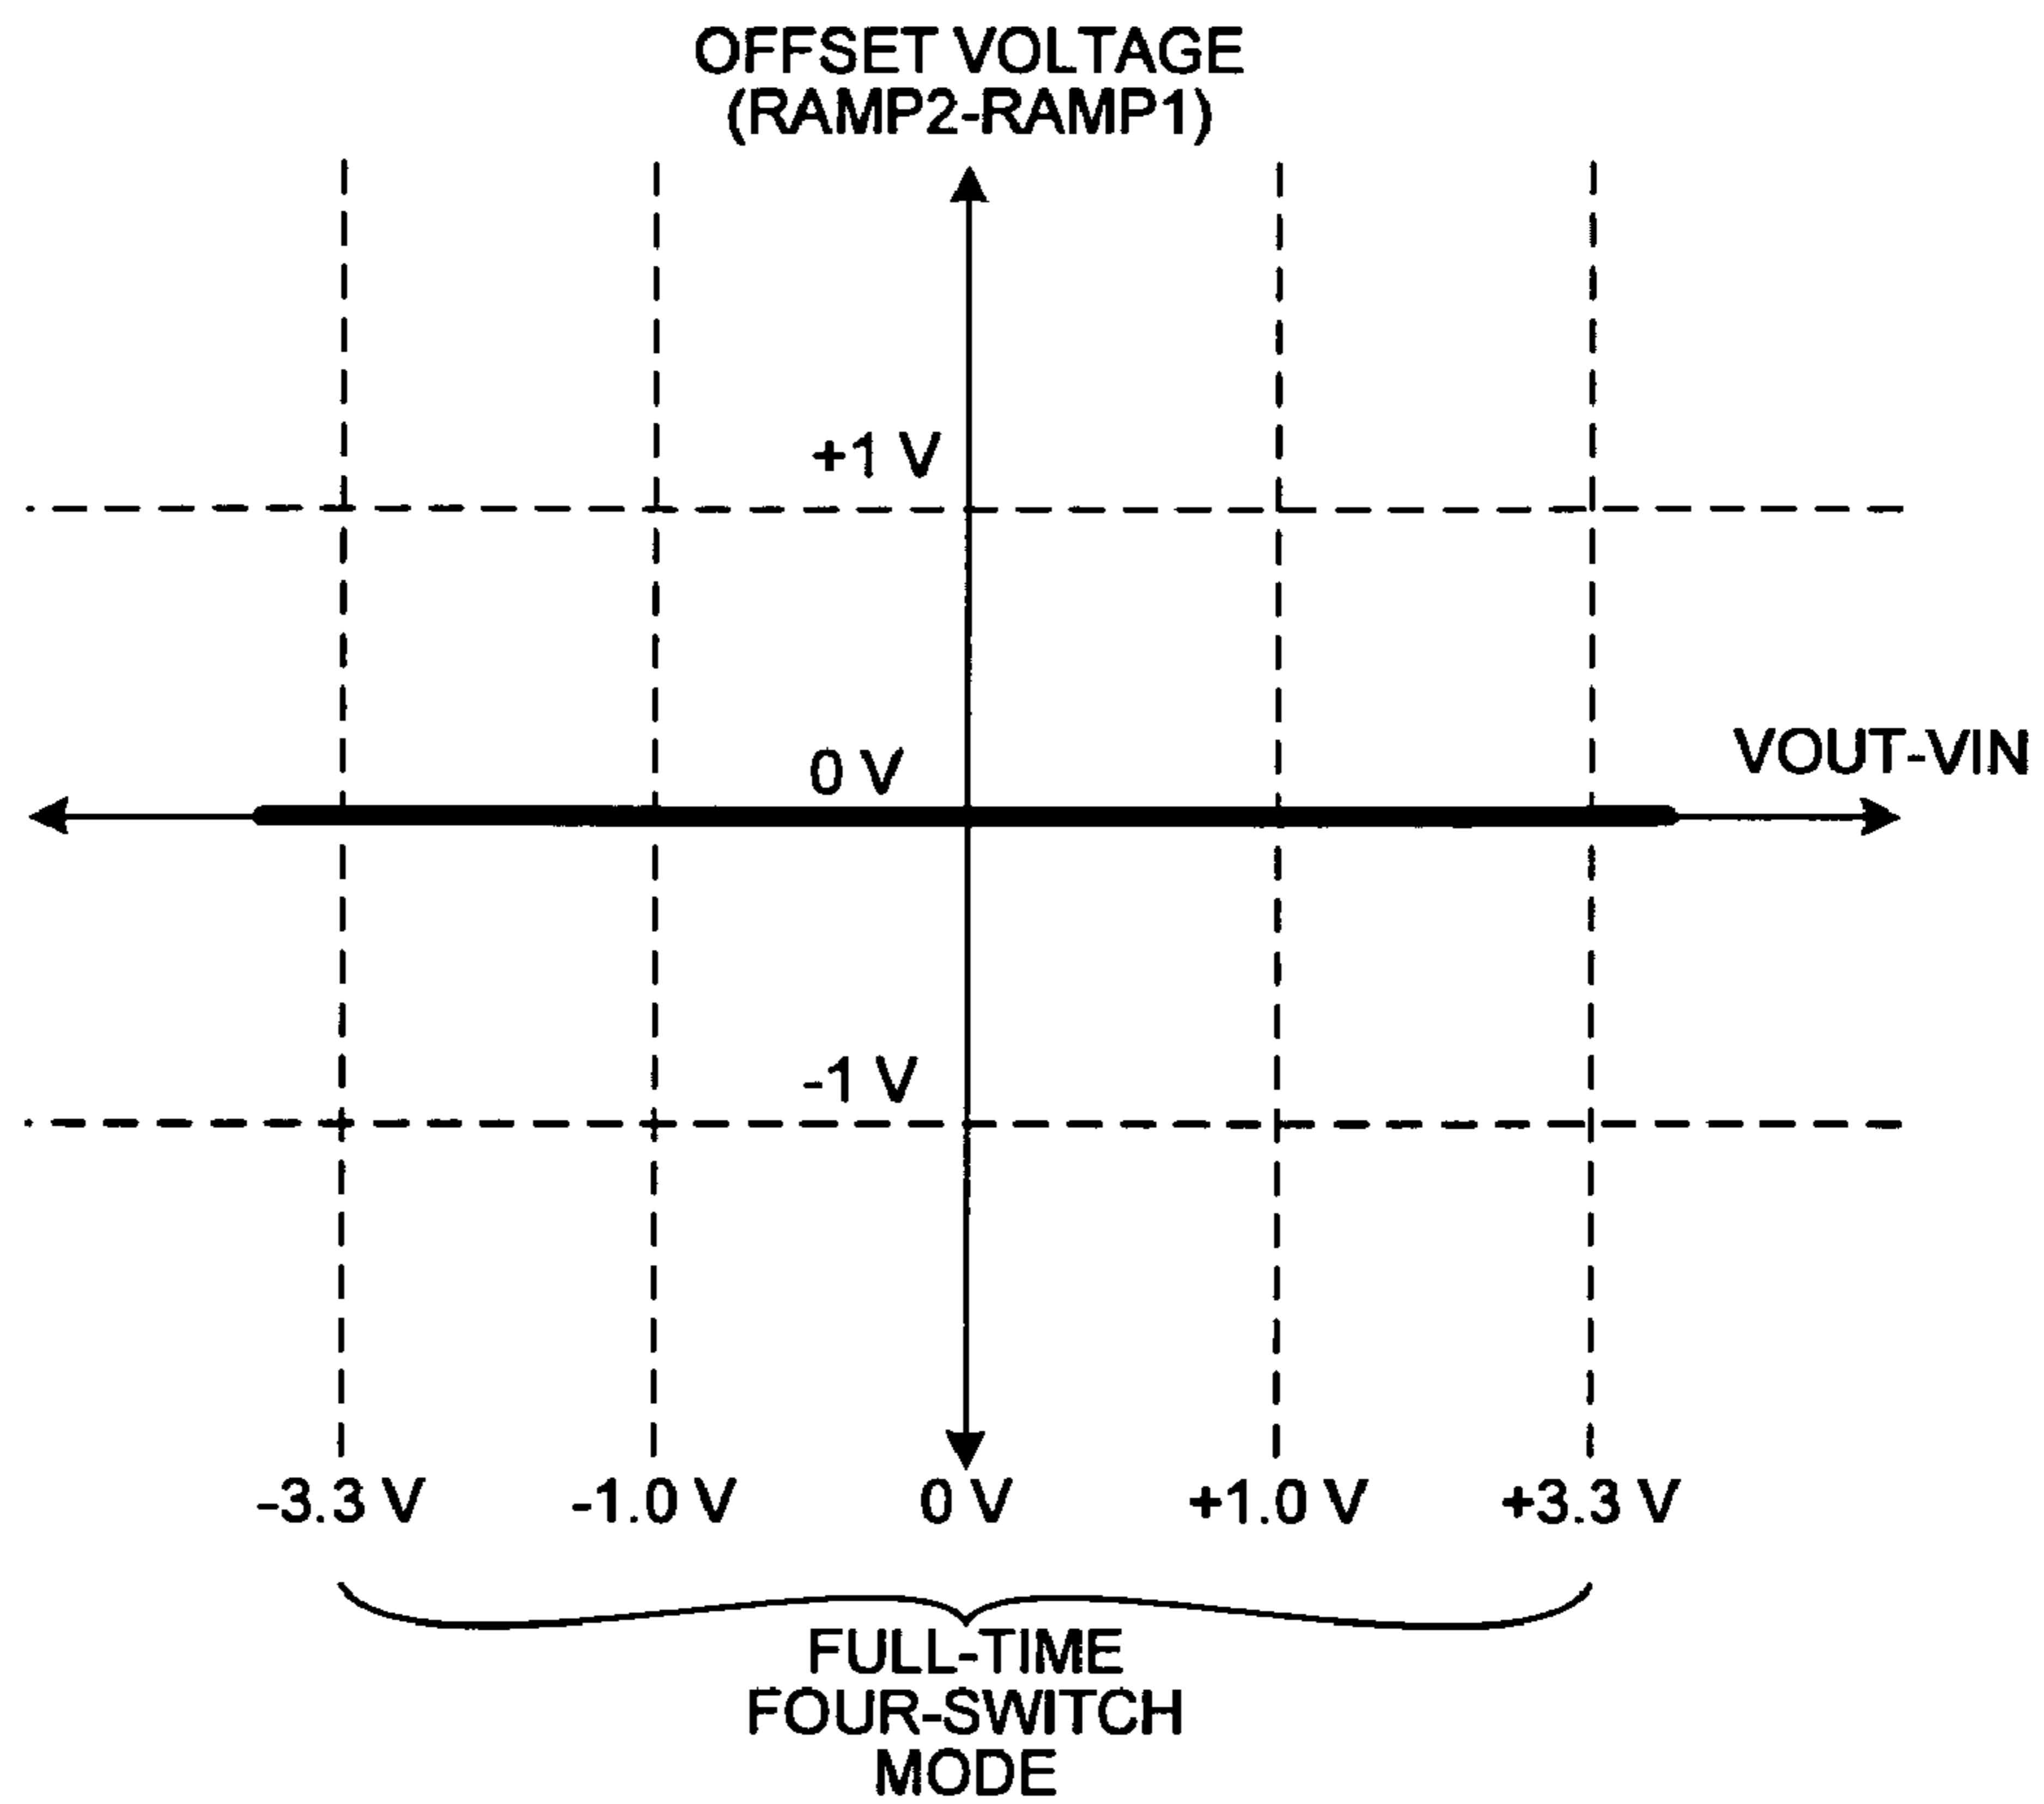 OFFSET VOLTAGE
(RAMP2-RAMP1)
+1 V
0 V
VOUT-VIN
-1 V
-3.3 V
-1.0 V
0 V
+1.0 V
+3.3 V
FULL-TIME
FOUR-SWITCH
MODE